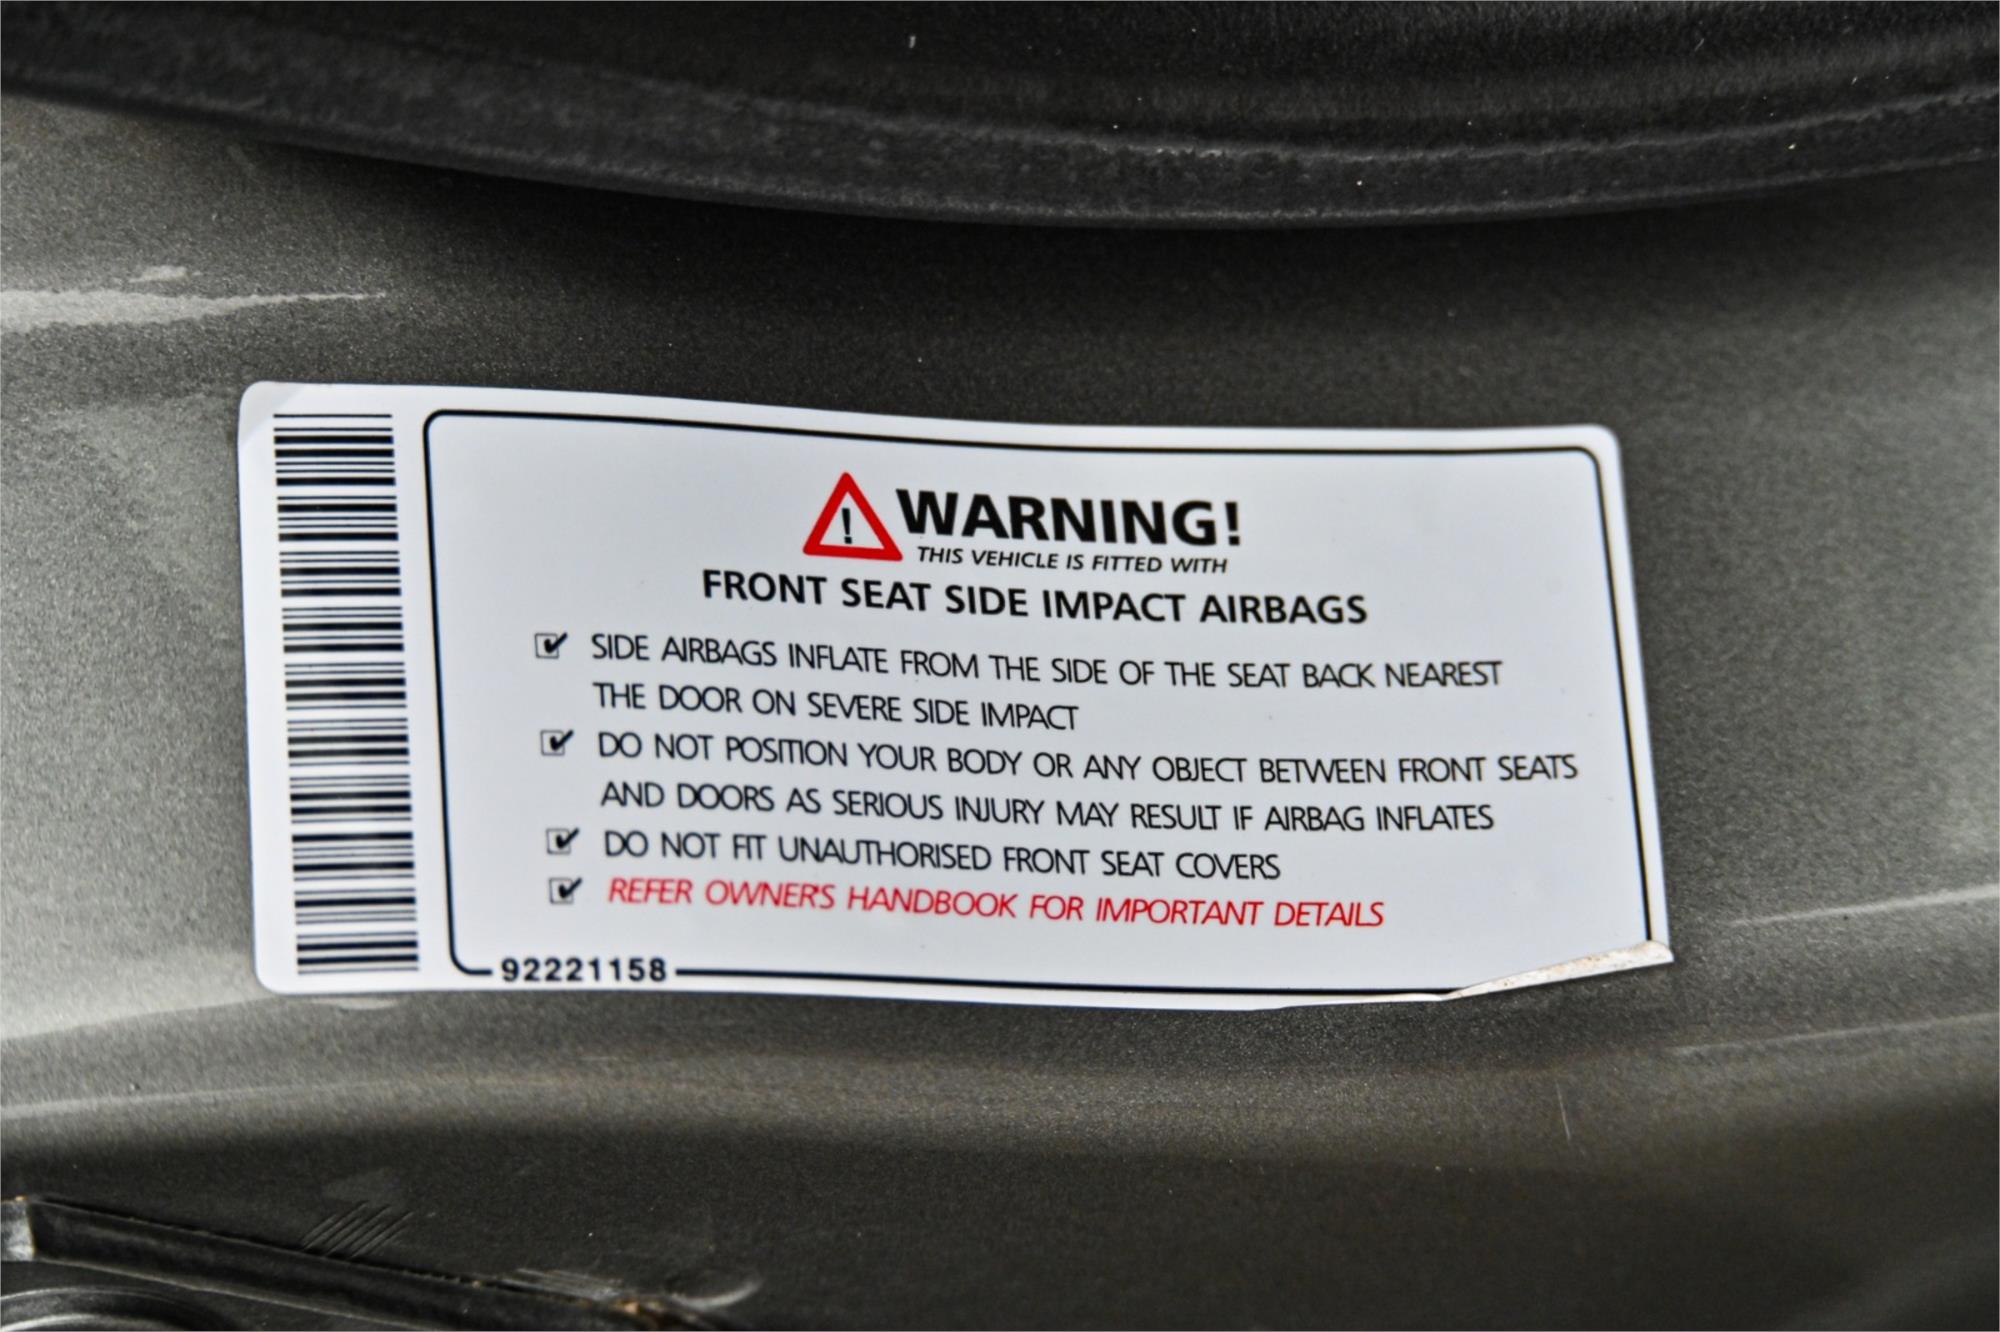 WARNING!
THIS VEHICLE IS FITTED WITH
FRONT SEAT SIDE IMPACT AIRBAGS
SIDE AIRBAGS INFLATE FROM THE SIDE OF THE SEAT BACK NEAREST
THE DOOR ON SEVERE SIDE IMPACT
DO NOT POSITION YOUR BODY OR ANY OBJECT BETWEEN FRONT SEATS
AND DOORS AS SERIOUS INJURY MAY RESULT IF AIRBAG INFLATES
DO NOT FIT UNAUTHORISED FRONT SEAT COVERS
REFER OWNER'S HANDBOOK FOR IMPORTANT DETAILS
92221158